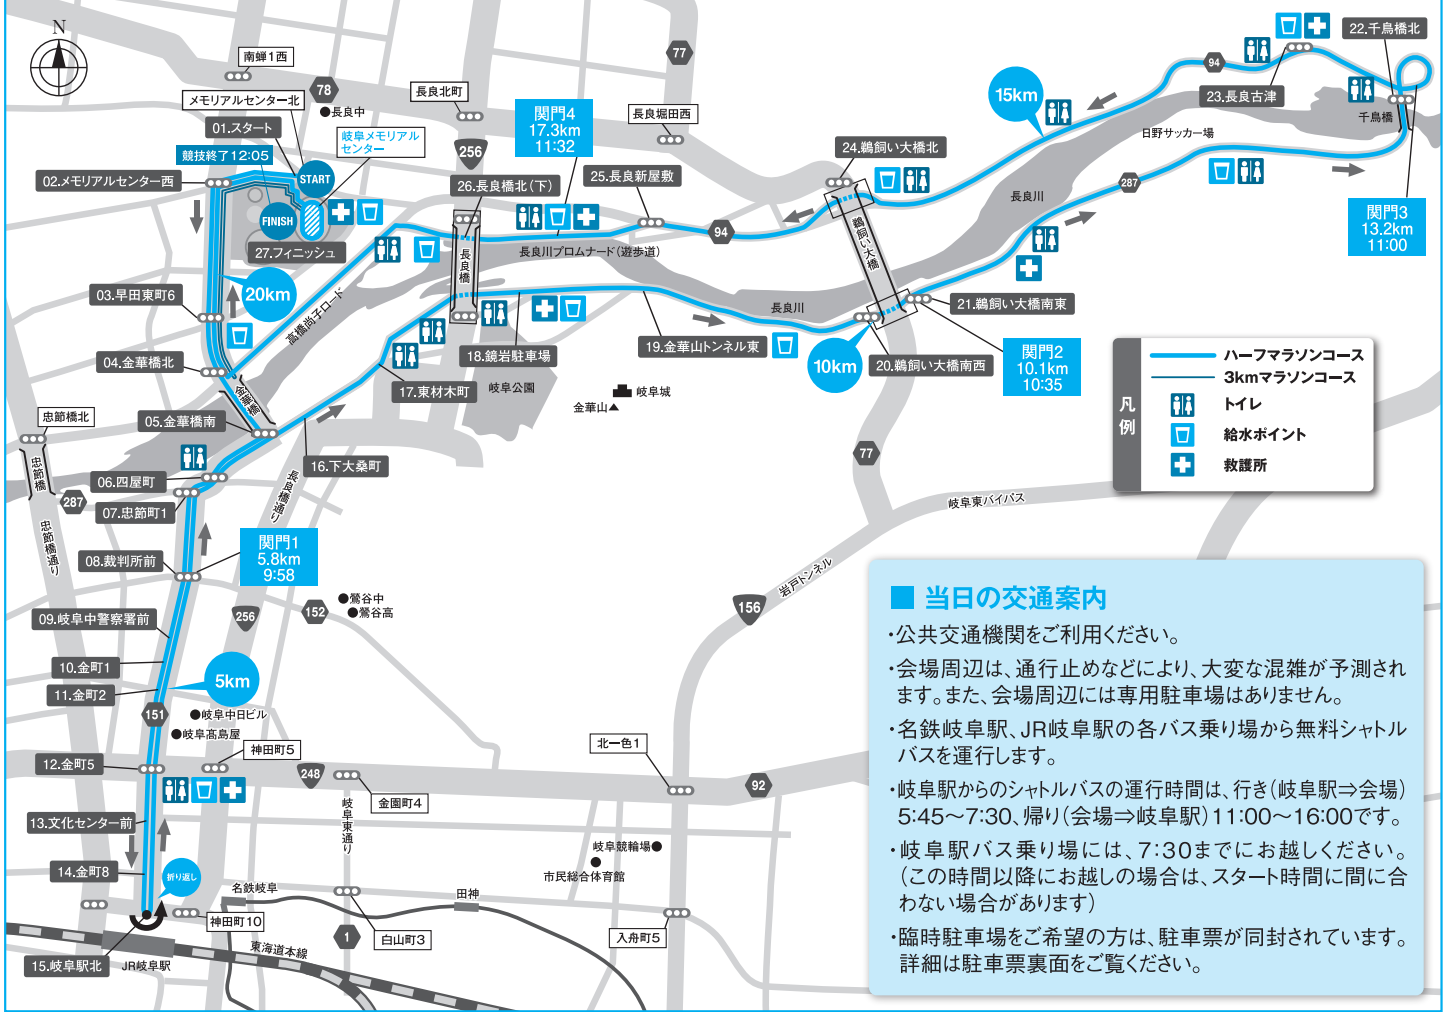 N
南蝉1西
78
長良中
メモリアルセンター北
01.スタート
岐阜メモリアル
センター
競技終了12:05
02.メモリアルセンター西
START
FINISH
27.フィニッシュ
20km
03.早田東町6
04.金華橋北
金華橋
高橋尚子ロード
05.金華橋南
忠節橋北
忠節橋
287
忠節橋通り
06.四屋町
07.忠節町1
08.裁判所前
関門1
5.8km
9:58
09.岐阜中警察署前
10.金町1
11.金町2
5km
151
岐阜中日ビル
岐阜髙島屋
12.金町5
神田町5
248
13.文化センター前
14.金町8
折り返し
15.岐阜駅北
JR岐阜駅
神田町10
名鉄岐阜
東海道本線
1
白山町3
田神
金園町4
岐阜東通り
256
152
鶯谷中
鶯谷高
長良橋通り
16.下大桑町
17.東材木町
18.鏡岩駐車場
岐阜公園
金華山
岐阜城
19.金華山トンネル東
10km
20.鵜飼い大橋南西
21.鵜飼い大橋南東
関門2
10.1km
10:35
長良川
長良川
鵜飼い大橋
24.鵜飼い大橋北
長良北町
256
長良橋
26.長良橋北(下)
関門4
17.3km
11:32
25.長良新屋敷
長良川プロムナード(遊歩道)
94
77
長良堀田西
15km
94
23.長良古津
22.千鳥橋北
千鳥橋
日野サッカー場
287
関門3
13.2km
11:00
77
岐阜東バイパス
岩戸トンネル
156
北一色1
92
岐阜競輪場
市民総合体育館
入舟町5
凡例
ハーフマラソンコース
3kmマラソンコース
トイレ
給水ポイント
救護所
■ 当日の交通案内
・公共交通機関をご利用ください。
・会場周辺は、通行止めなどにより、大変な混雑が予測され
ます。また、会場周辺には専用駐車場はありません。
・名鉄岐阜駅、JR岐阜駅の各バス乗り場から無料シャトル
バスを運行します。
・岐阜駅からのシャトルバスの運行時間は、行き(岐阜駅⇒会場)
5:45～7:30、帰り(会場⇒岐阜駅)11:00～16:00です。
・岐阜駅バス乗り場には、7:30までにお越しください。
(この時間以降にお越しの場合は、スタート時間に間に合
わない場合があります)
・臨時駐車場をご希望の方は、駐車票が同封されています。
詳細は駐車票裏面をご覧ください。